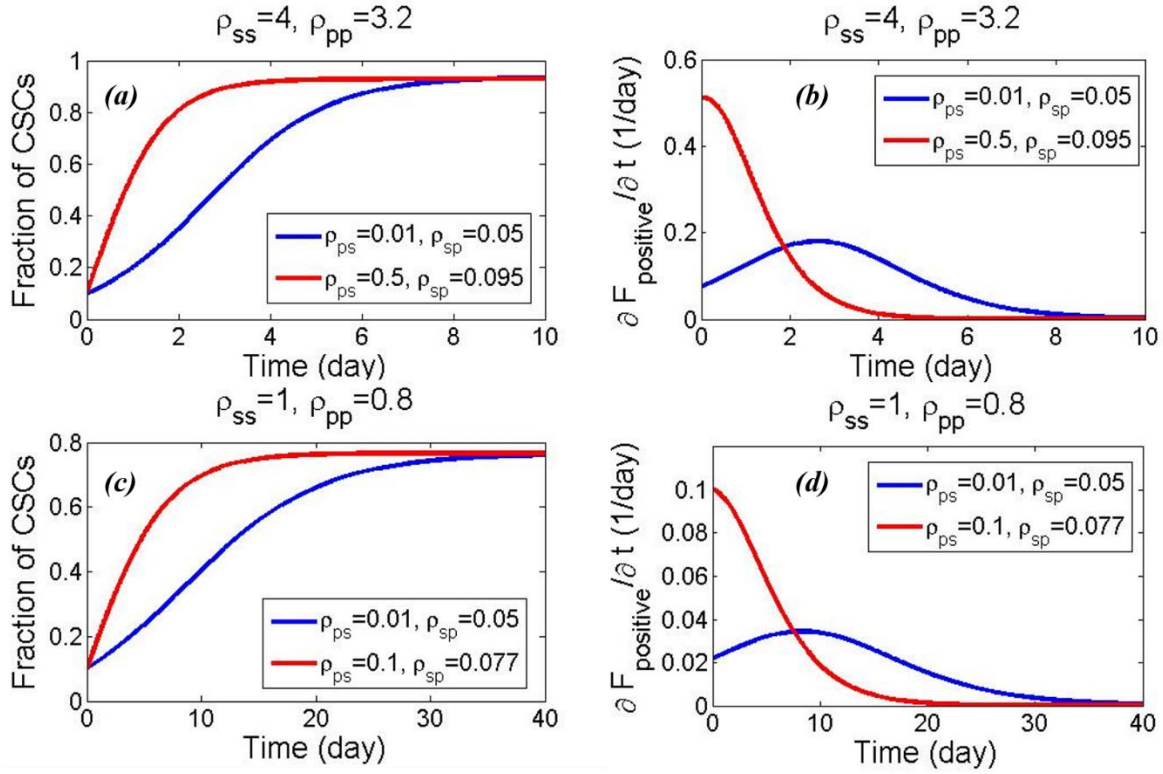 ρss=4, ρpp=3.2
(a)
Fraction of CSCs
1
0.8
0.6
0.4
0.2
0
ρps=0.01, ρsp=0.05
ρps=0.5, ρsp=0.095
0 2 4 6 8 10
Time (day)
ρss=4, ρpp=3.2
(b)
∂ Fpositive/∂ t (1/day)
0.6
0.4
0.2
0
ρps=0.01, ρsp=0.05
ρps=0.5, ρsp=0.095
0 2 4 6 8 10
Time (day)
ρss=1, ρpp=0.8
(c)
Fraction of CSCs
0.8
0.6
0.4
0.2
0
ρps=0.01, ρsp=0.05
ρps=0.1, ρsp=0.077
0 10 20 30 40
Time (day)
ρss=1, ρpp=0.8
(d)
∂ Fpositive/∂ t (1/day)
0.1
0.08
0.06
0.04
0.02
0
ρps=0.01, ρsp=0.05
ρps=0.1, ρsp=0.077
0 10 20 30 40
Time (day)